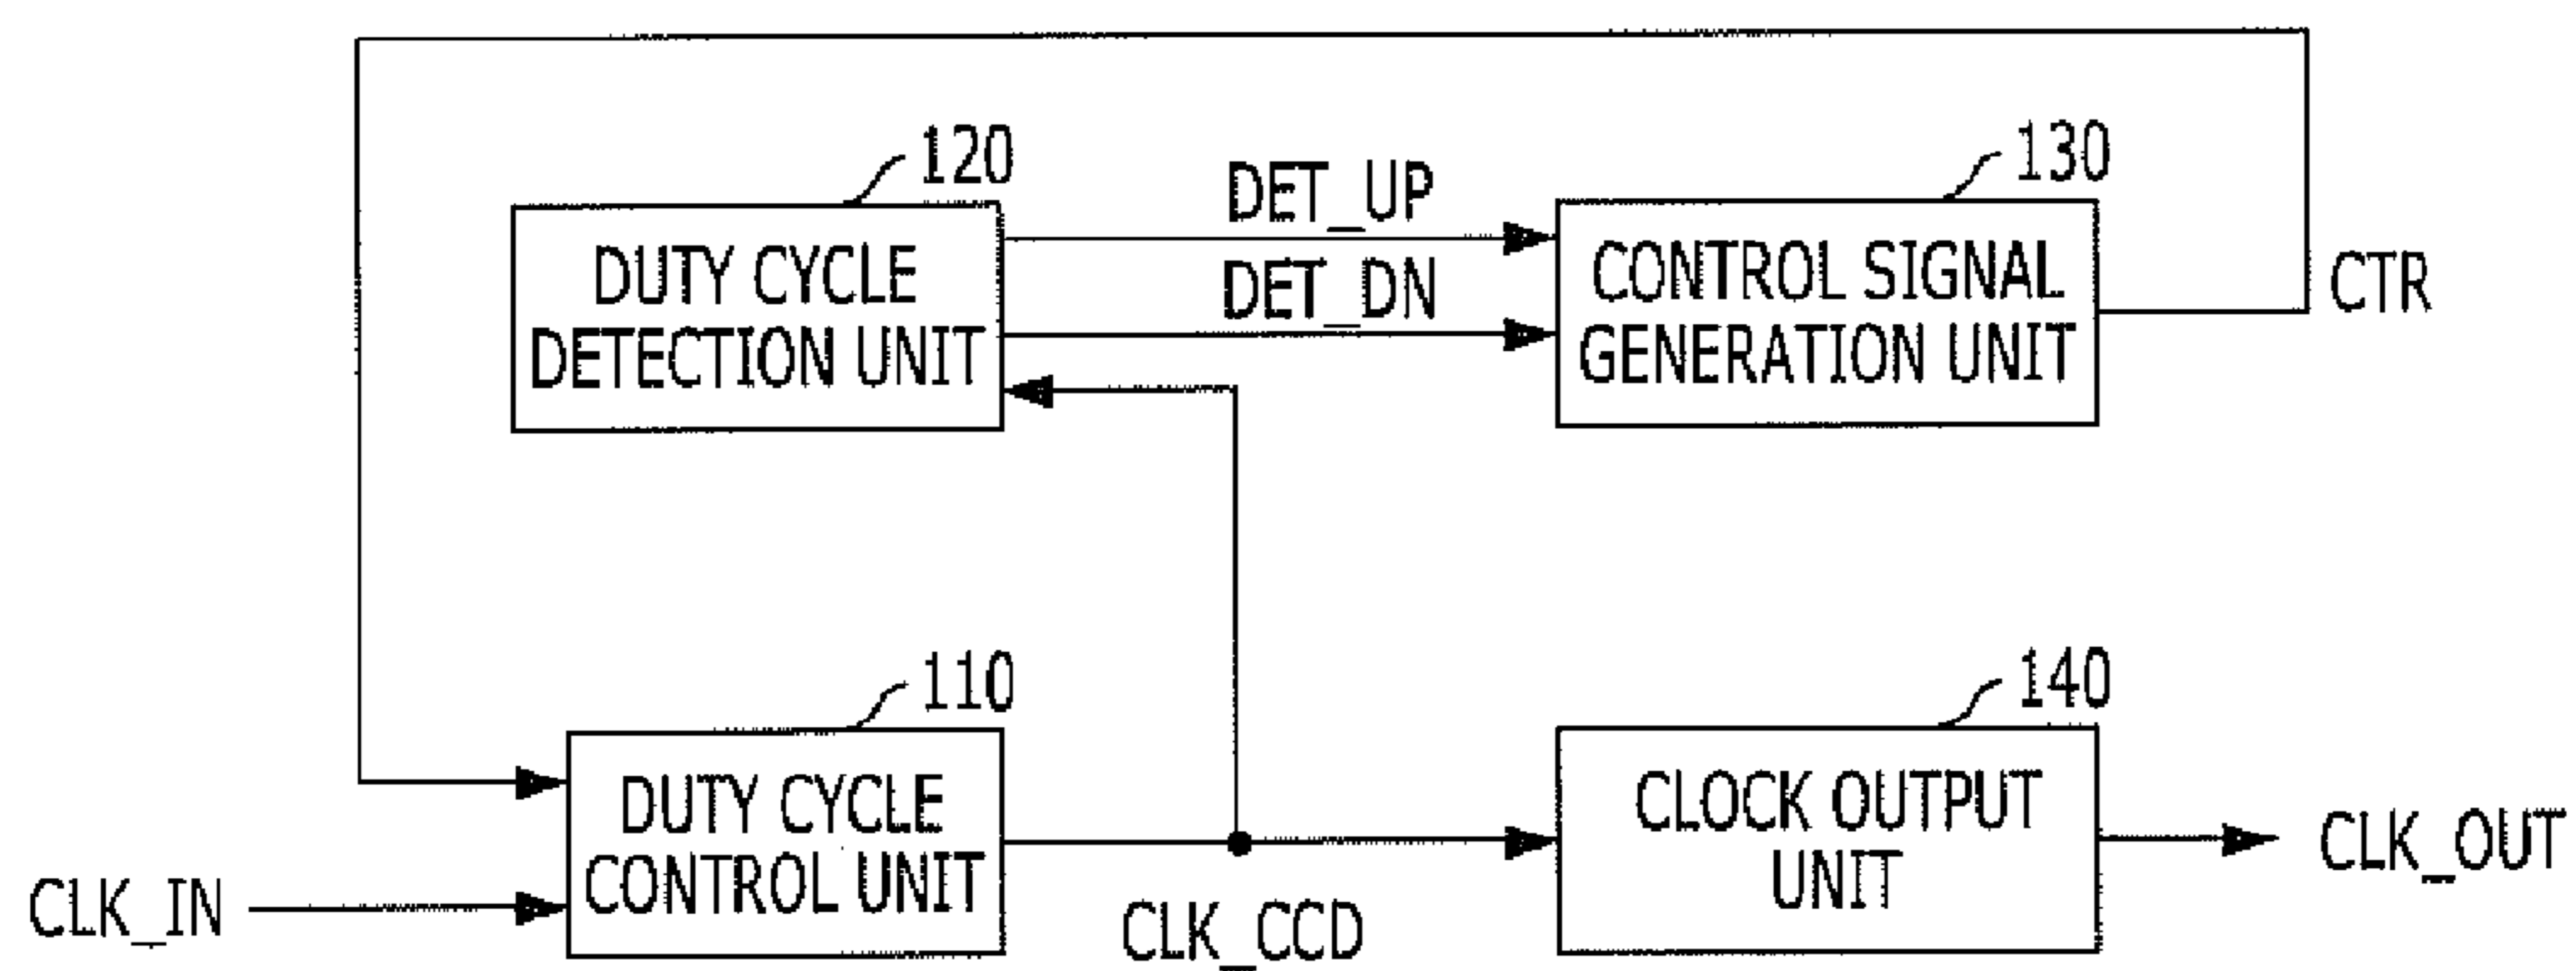 120
DET_UP
130
DUTY CYCLE
DETECTION UNIT
DET_DN
CONTROL SIGNAL
GENERATION UNIT
CTR
110
140
DUTY CYCLE
CONTROL UNIT
CLOCK OUTPUT
UNIT
CLK_IN
CLK_CCD
CLK_OUT